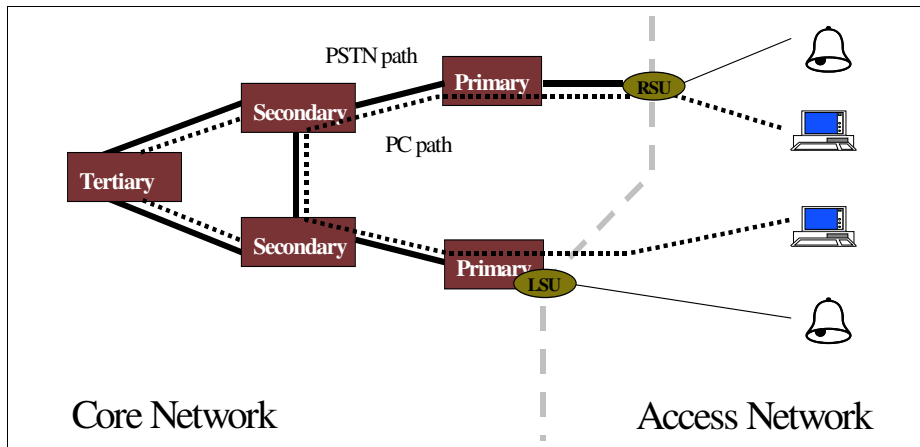 PSTN path
Primary
RSU
Secondary
PC path
Tertiary
Secondary
Primary
LSU
Core Network
Access Network